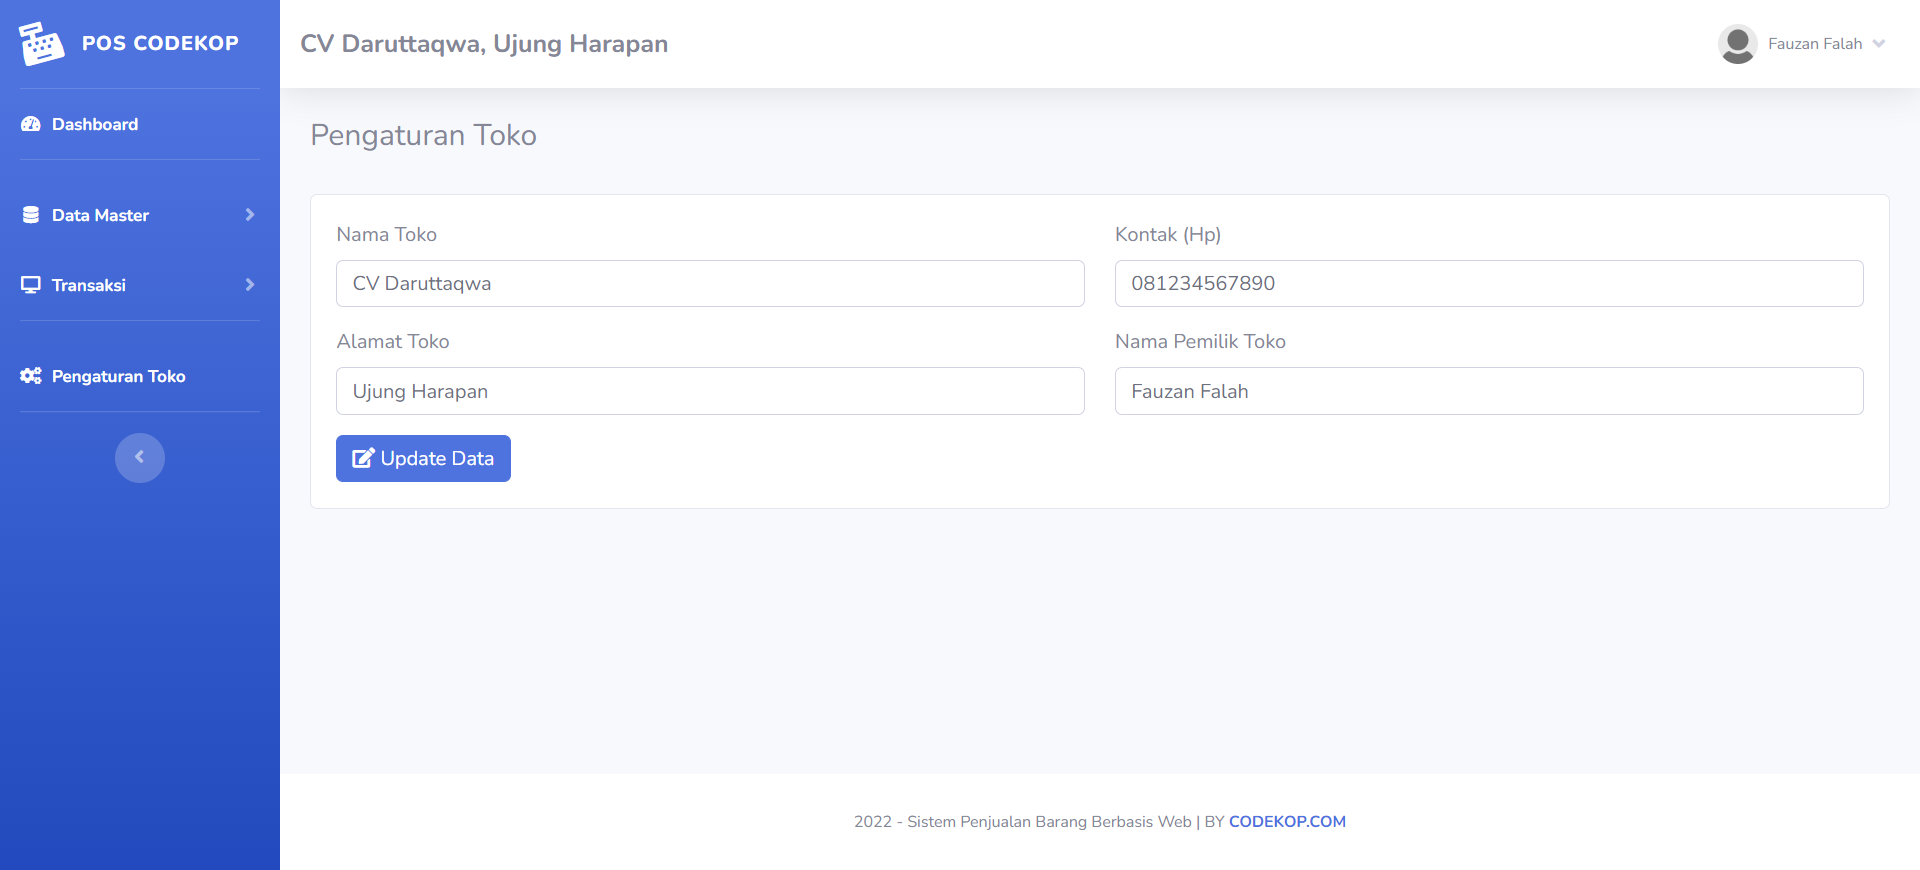 POS CODEKOP
Dashboard
Data Master
Transaksi
Pengaturan Toko
CV Daruttaqwa, Ujung Harapan
Fauzan Falah
Pengaturan Toko
Nama Toko
CV Daruttaqwa
Kontak (Hp)
081234567890
Alamat Toko
Ujung Harapan
Nama Pemilik Toko
Fauzan Falah
Update Data
2022 - Sistem Penjualan Barang Berbasis Web | BY CODEKOP.COM